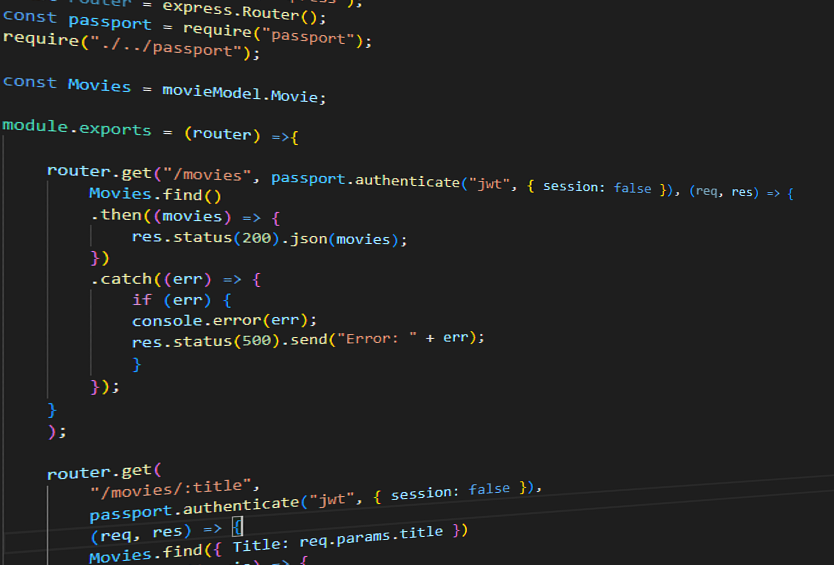 router = express.Router();
const passport = require("passport");
require("./../passport");
const Movies = movieModel.Movie;
module.exports = (router) =>{
router.get("/movies", passport.authenticate("jwt", { session: false }), (req, res) => {
Movies.find()
.then((movies) => {
res.status(200).json(movies);
})
.catch((err) => {
if (err) {
console.error(err);
res.status(500).send("Error: " + err);
}
});
}
);
router.get(
"/movies/:title",
passport.authenticate("jwt", { session: false }),
(req, res) => {
Movies.find({ Title: req.params.title })
=> {